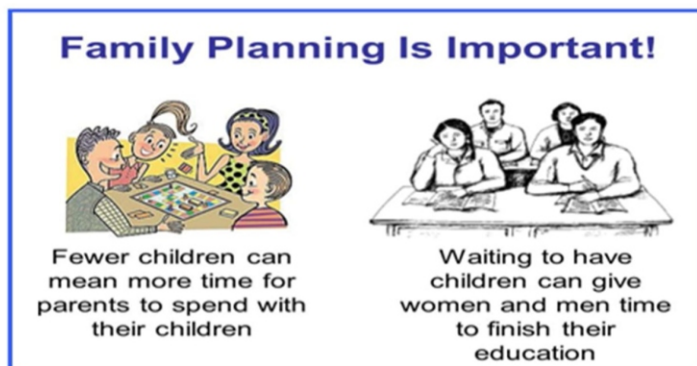 Family Planning Is Important!
Fewer children can
mean more time for
parents to spend with
their children
Waiting to have
children can give
women and men time
to finish their
education